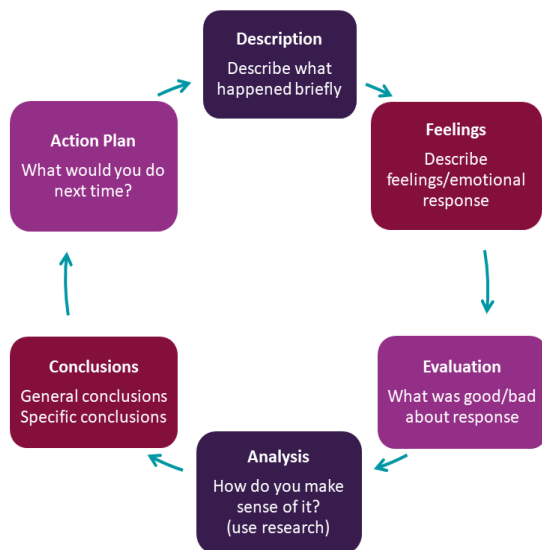 Description
Describe what
happened briefly
Feelings
Describe
feelings/emotional
response
Evaluation
What was good/bad
about response
Analysis
How do you make
sense of it?
(use research)
Conclusions
General conclusions
Specific conclusions
Action Plan
What would you do
next time?